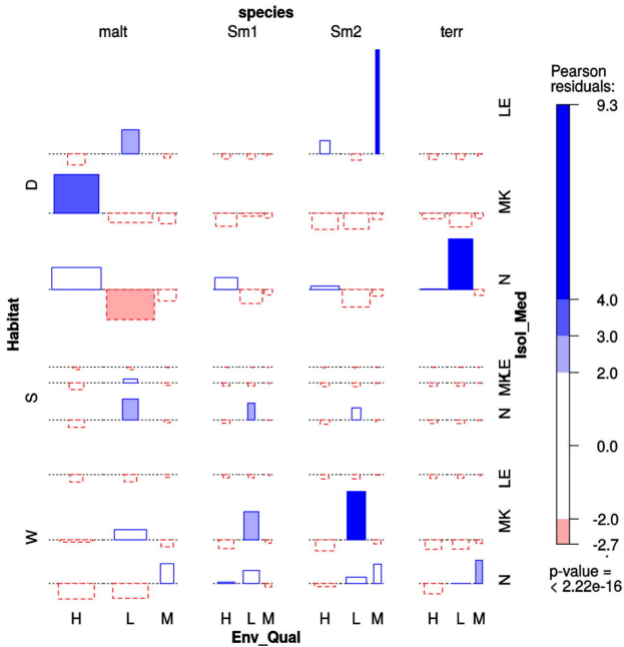 species
malt Sm1 Sm2 terr
Habitat
D
S
W
LE
MK
N
LE
MK
N
LE
MK
N
Isol_Med
H L M H L M H L M H L M
Env_Qual
Pearson
residuals:
9.3
4.0
3.0
2.0
0.0
-2.0
-2.7
p-value =
< 2.22e-16